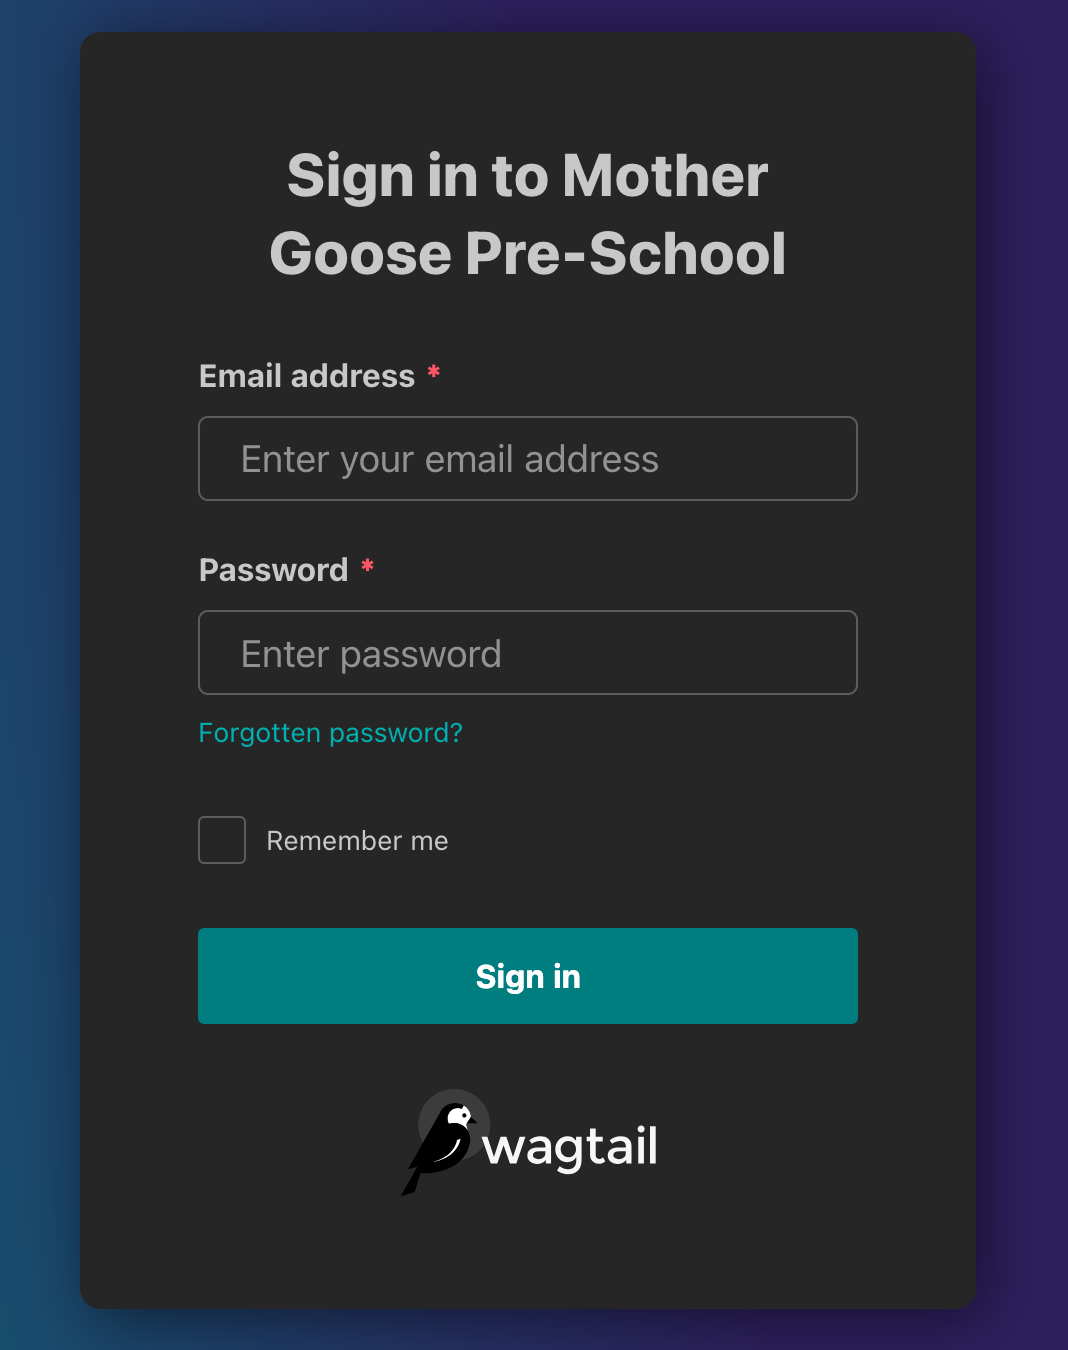 Sign in to Mother
Goose Pre-School
Email address *
Enter your email address
Password *
Enter password
Forgotten password?
Remember me
Sign in
wagtail